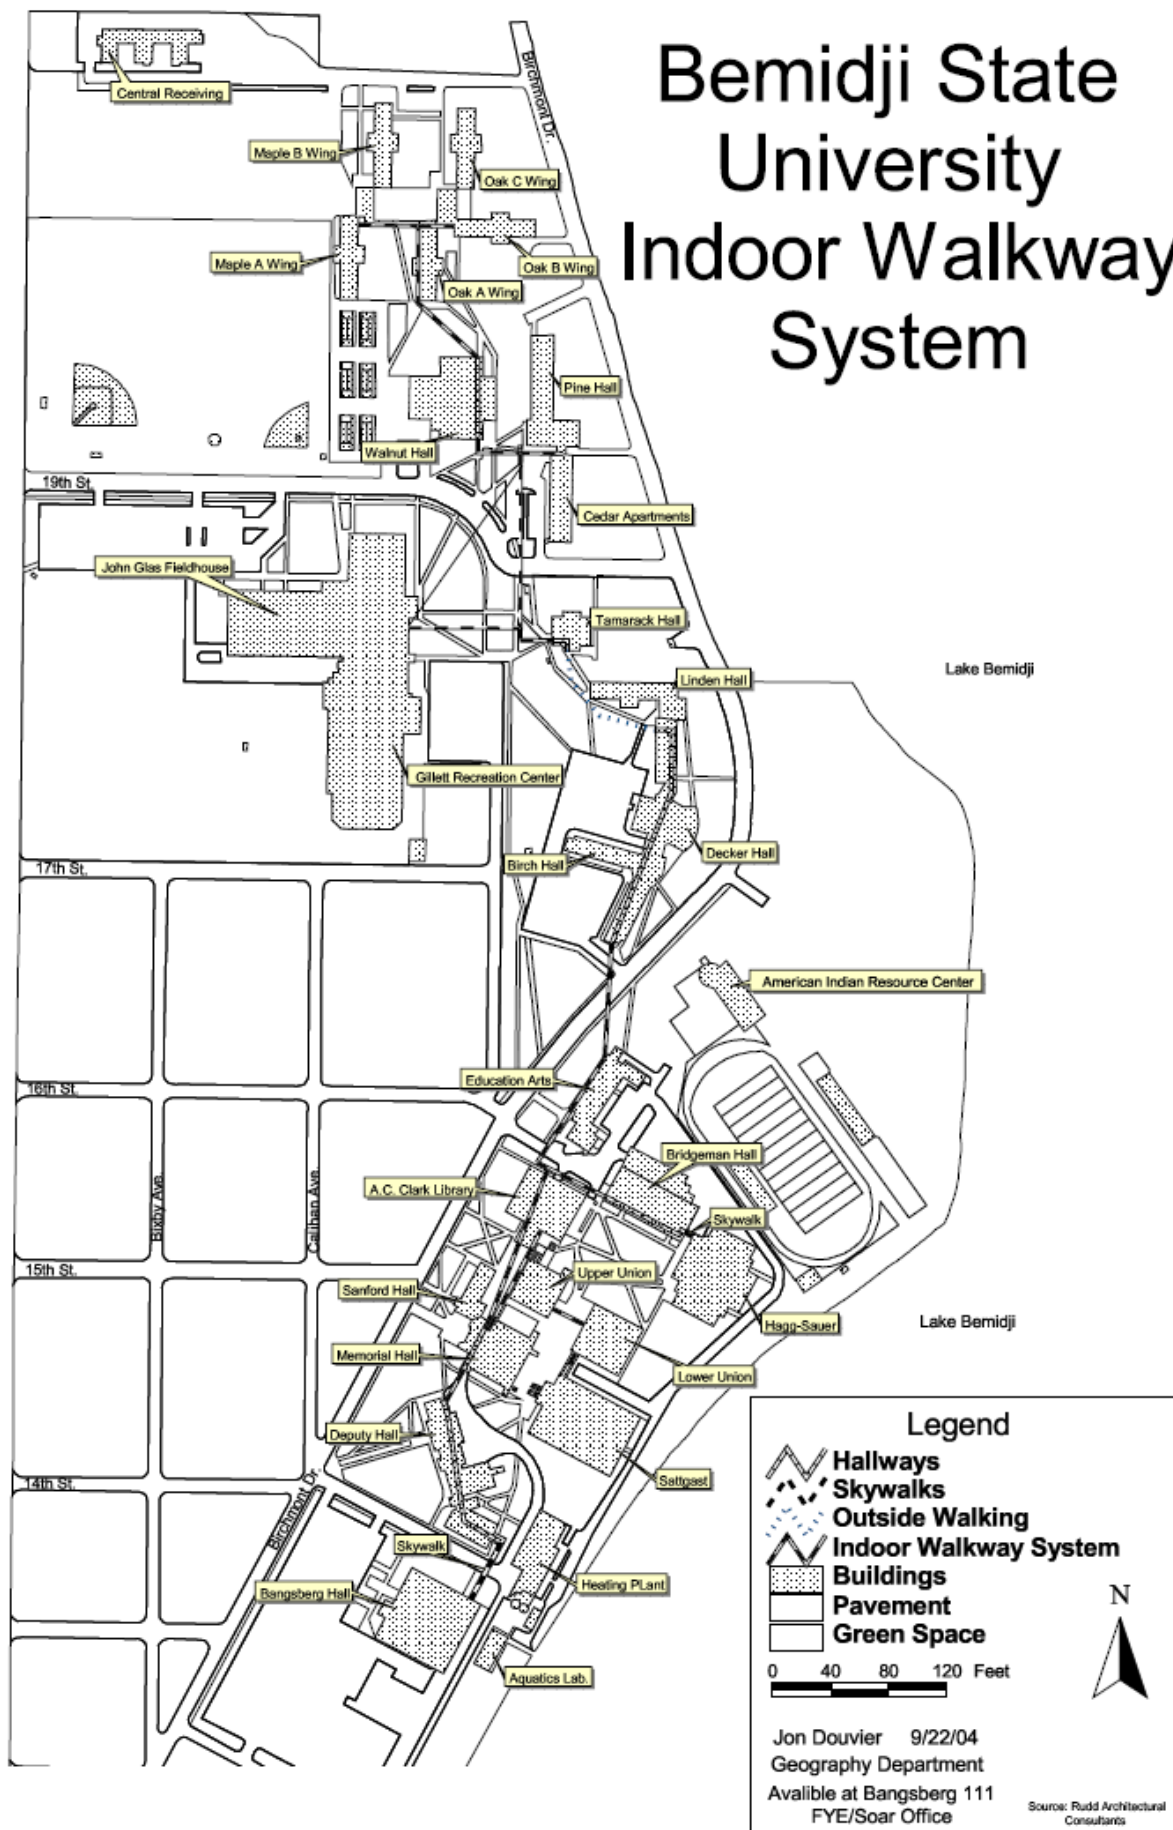 Bemidji State
University
Indoor Walkway
System
Birchmont Dr.
Central Receiving
Maple B Wing
Oak C Wing
Maple A Wing
Oak B Wing
Oak A Wing
Pine Hall
Walnut Hall
19th St.
Cedar Apartments
John Glas Fieldhouse
Tamarack Hall
Lake Bemidji
Linden Hall
Gillett Recreation Center
Decker Hall
Birch Hall
17th St.
American Indian Resource Center
Education Arts
16th St.
Bridgeman Hall
A.C. Clark Library
Skywalk
Bixby Ave.
Calihan Ave.
15th St.
Upper Union
Sanford Hall
Hagg-Sauer
Lake Bemidji
Memorial Hall
Lower Union
Deputy Hall
Sattgast
14th St.
Birchmont Dr.
Skywalk
Heating PLant
Bangsberg Hall
Aquatics Lab.
Legend
Hallways
Skywalks
Outside Walking
Indoor Walkway System
Buildings
Pavement
Green Space
N
0 40 80 120 Feet
Jon Douvier 9/22/04
Geography Department
Avalible at Bangsberg 111
FYE/Soar Office
Source: Rudd Architectural
Consultants